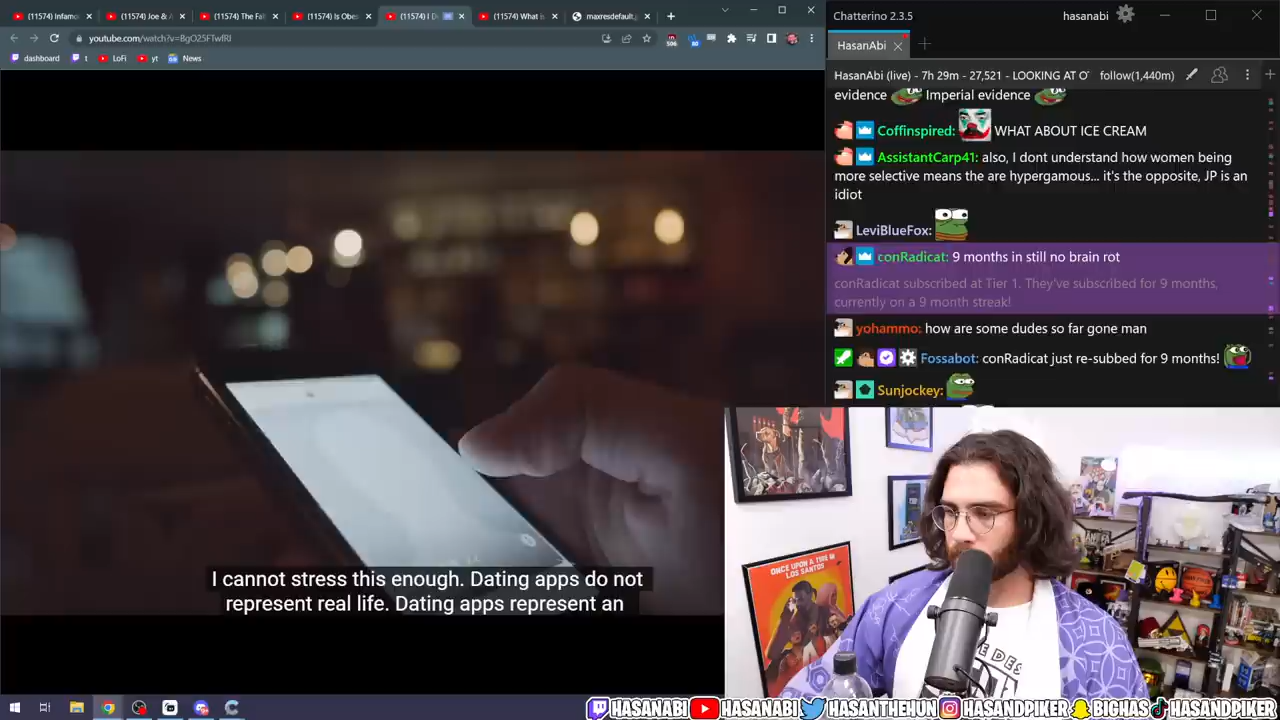 (11574) Infamo
(11574) Joe & J
(11574) The Fat
(11574) Is Obes
(11574) I D
(11574) What is
maxresdefault.j
youtube.com/watch?v=BgO25FTwfRI
dashboard
t
LoFi
yt
News
Chatterino 2.3.5
hasanabi
HasanAbi
HasanAbi (live) - 7h 29m - 27,521 - LOOKING AT O
follow(1,440m)
evidence Imperial evidence
Coffinspired: WHAT ABOUT ICE CREAM
AssistantCarp41: also, I dont understand how women being
more selective means the are hypergamous... it's the opposite, JP is an
idiot
LeviBlueFox:
conRadicat: 9 months in still no brain rot
conRadicat subscribed at Tier 1. They've subscribed for 9 months,
currently on a 9 month streak!
yohammo: how are some dudes so far gone man
Fossabot: conRadicat just re-subbed for 9 months!
Sunjockey:
I cannot stress this enough. Dating apps do not
represent real life. Dating apps represent an
ONCE UPON A TIME IN
LOS SANTOS
HASANABI
HASANABI
HASANTHEHUN
HASANDPIKER
BIGHAS
HASANDPIKER